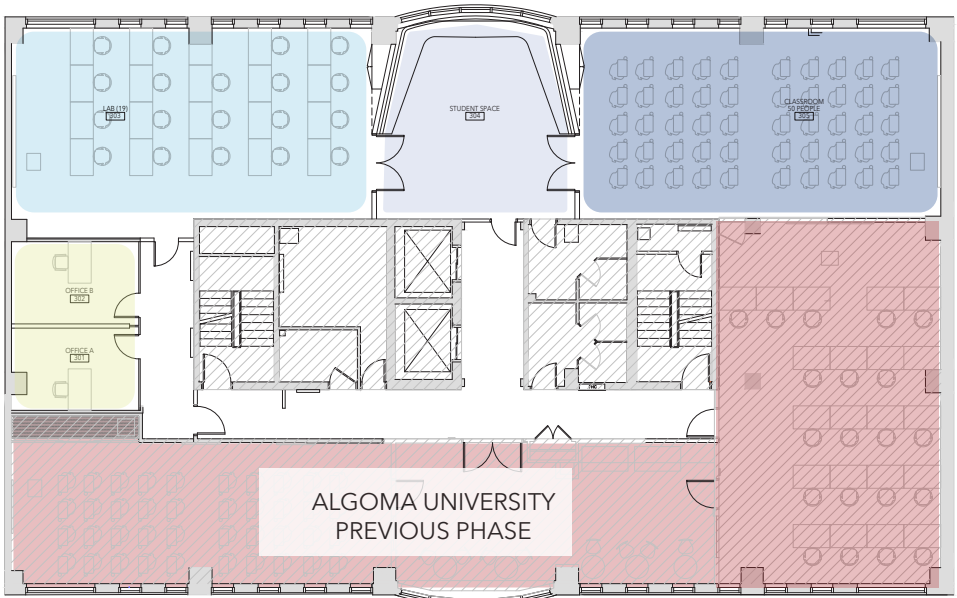 LAB (19)
303
STUDENT SPACE
304
CLASSROOM
50 PEOPLE
305
OFFICE B
302
OFFICE A
301
ALGOMA UNIVERSITY
PREVIOUS PHASE